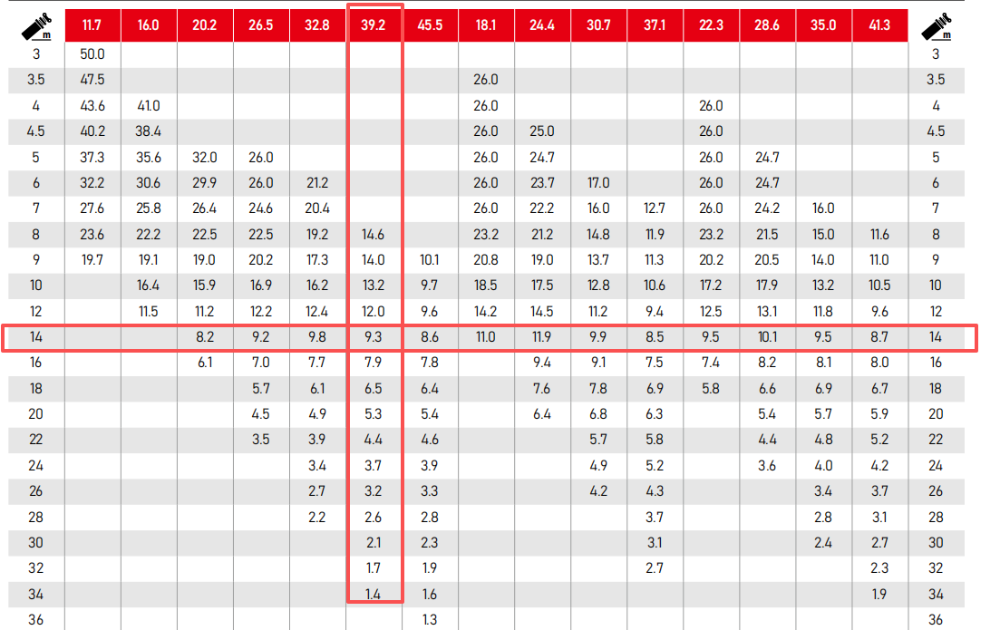 m 11.7 16.0 20.2 26.5 32.8 39.2 45.5 18.1 24.4 30.7 37.1 22.3 28.6 35.0 41.3 m
3 50.0 3
3.5 47.5 26.0 3.5
4 43.6 41.0 26.0 26.0 4
4.5 40.2 38.4 26.0 25.0 26.0 4.5
5 37.3 35.6 32.0 26.0 26.0 24.7 26.0 24.7 5
6 32.2 30.6 29.9 26.0 21.2 26.0 23.7 17.0 26.0 24.7 6
7 27.6 25.8 26.4 24.6 20.4 26.0 22.2 16.0 12.7 26.0 24.2 16.0 7
8 23.6 22.2 22.5 22.5 19.2 14.6 23.2 21.2 14.8 11.9 23.2 21.5 15.0 11.6 8
9 19.7 19.1 19.0 20.2 17.3 14.0 10.1 20.8 19.0 13.7 11.3 20.2 20.5 14.0 11.0 9
10 16.4 15.9 16.9 16.2 13.2 9.7 18.5 17.5 12.8 10.6 17.2 17.9 13.2 10.5 10
12 11.5 11.2 12.2 12.4 12.0 9.6 14.2 14.5 11.2 9.4 12.5 13.1 11.8 9.6 12
14 8.2 9.2 9.8 9.3 8.6 11.0 11.9 9.9 8.5 9.5 10.1 9.5 8.7 14
16 6.1 7.0 7.7 7.9 7.8 9.4 9.1 7.5 7.4 8.2 8.1 8.0 16
18 5.7 6.1 6.5 6.4 7.6 7.8 6.9 5.8 6.6 6.9 6.7 18
20 4.5 4.9 5.3 5.4 6.4 6.8 6.3 5.4 5.7 5.9 20
22 3.5 3.9 4.4 4.6 5.7 5.8 4.4 4.8 5.2 22
24 3.4 3.7 3.9 4.9 5.2 3.6 4.0 4.2 24
26 2.7 3.2 3.3 4.2 4.3 3.4 3.7 26
28 2.2 2.6 2.8 3.7 2.8 3.1 28
30 2.1 2.3 3.1 2.4 2.7 30
32 1.7 1.9 2.7 2.3 32
34 1.4 1.6 1.9 34
36 1.3 36